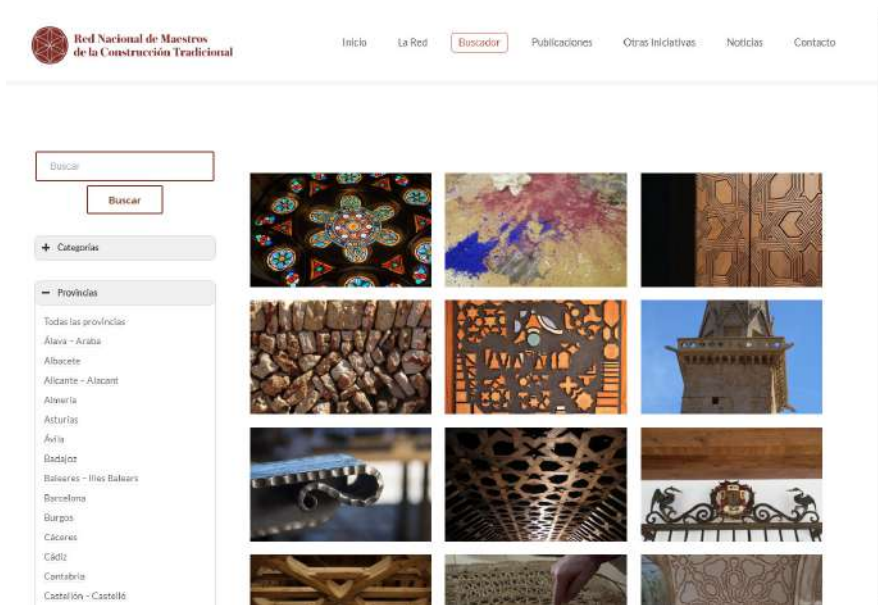 Red Nacional de Maestros
de la Construcción Tradicional
Inicio La Red Buscador Publicaciones Otras Iniciativas Noticias Contacto
Buscar
Buscar
+ Categorías
− Provincias
Todas las provincias
Álava – Araba
Albacete
Alicante – Alacant
Almería
Asturias
Ávila
Badajoz
Baleares – Illes Balears
Barcelona
Burgos
Cáceres
Cádiz
Cantabria
Castellón – Castelló